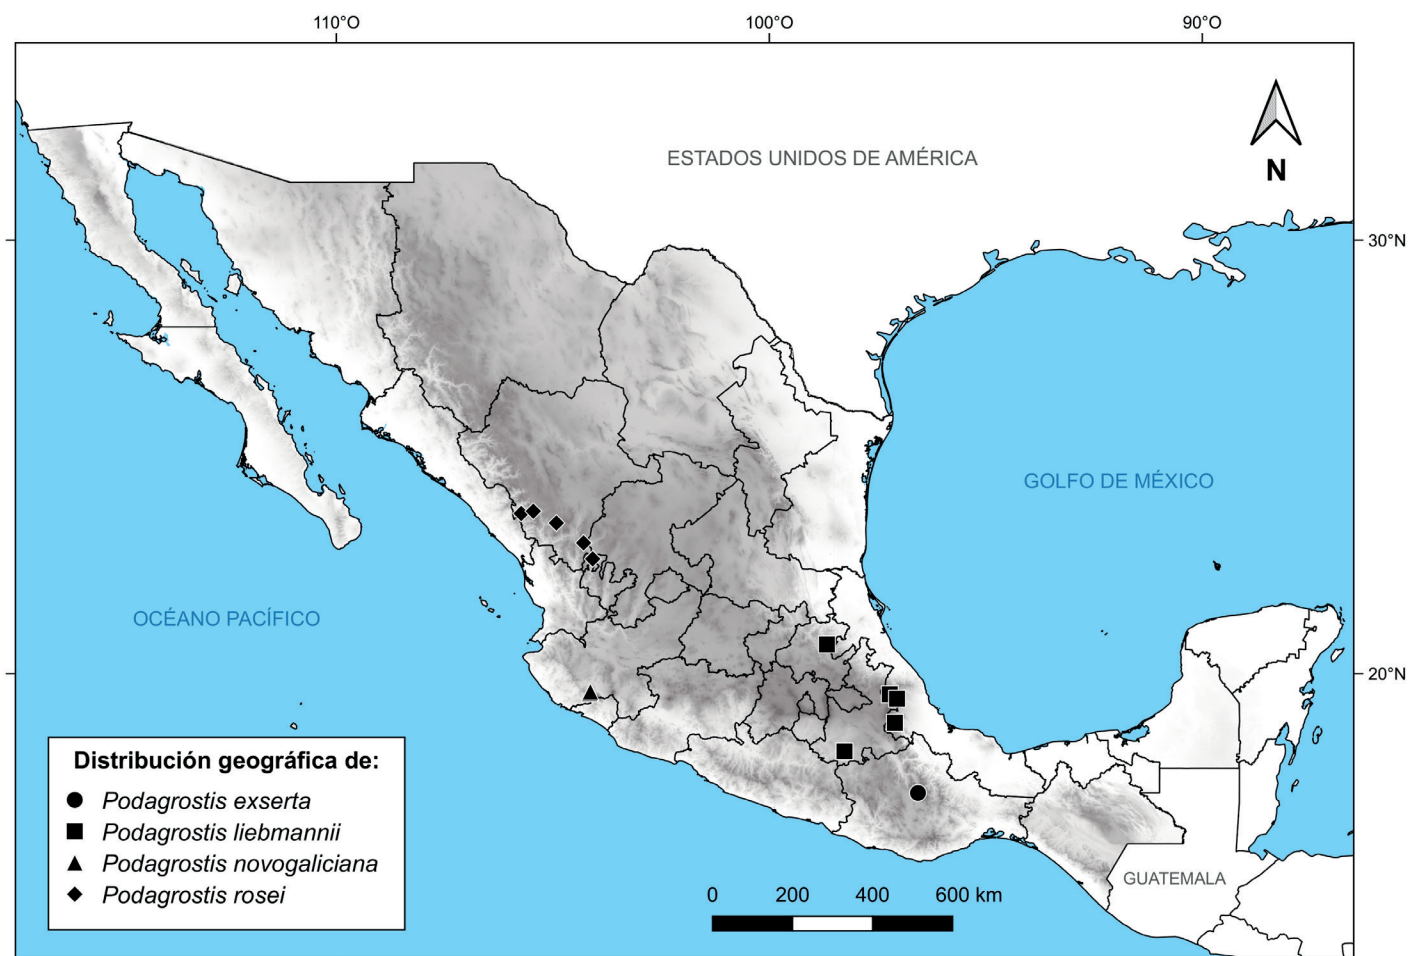 110°O
100°O
90°O
ESTADOS UNIDOS DE AMÉRICA
N
30°N
GOLFO DE MÉXICO
OCÉANO PACÍFICO
20°N
Distribución geográfica de:
Podagrostis exserta
Podagrostis liebmannii
Podagrostis novogaliciana
Podagrostis rosei
GUATEMALA
0 200 400 600 km